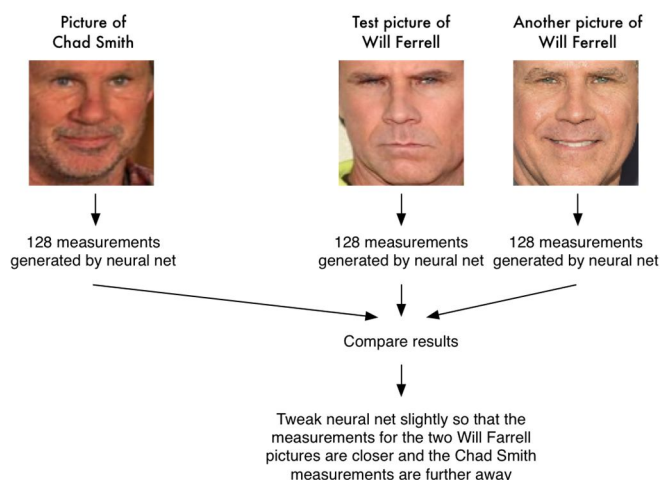 Picture of
Chad Smith
Test picture of
Will Ferrell
Another picture of
Will Ferrell
128 measurements
generated by neural net
128 measurements
generated by neural net
128 measurements
generated by neural net
Compare results
Tweak neural net slightly so that the
measurements for the two Will Farrell
pictures are closer and the Chad Smith
measurements are further away